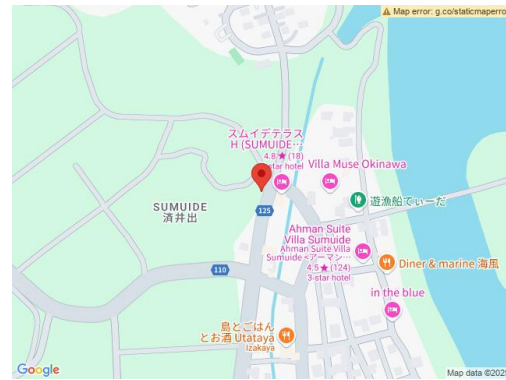 Map error: g.co/staticmaperro
スムイデテラス
H (SUMUIDE…
4.8★ (18)
star hotel
Villa Muse Okinawa
SUMUIDE
済井出
125
遊漁船てぃーだ
Ahman Suite
Villa Sumuide
Ahman Suite Villa
Sumuide <アーマン…
4.5★ (124)
3-star hotel
Diner & marine 海風
110
in the blue
島とごはん
とお酒 Utataya
Izakaya
Google
Map data ©2025